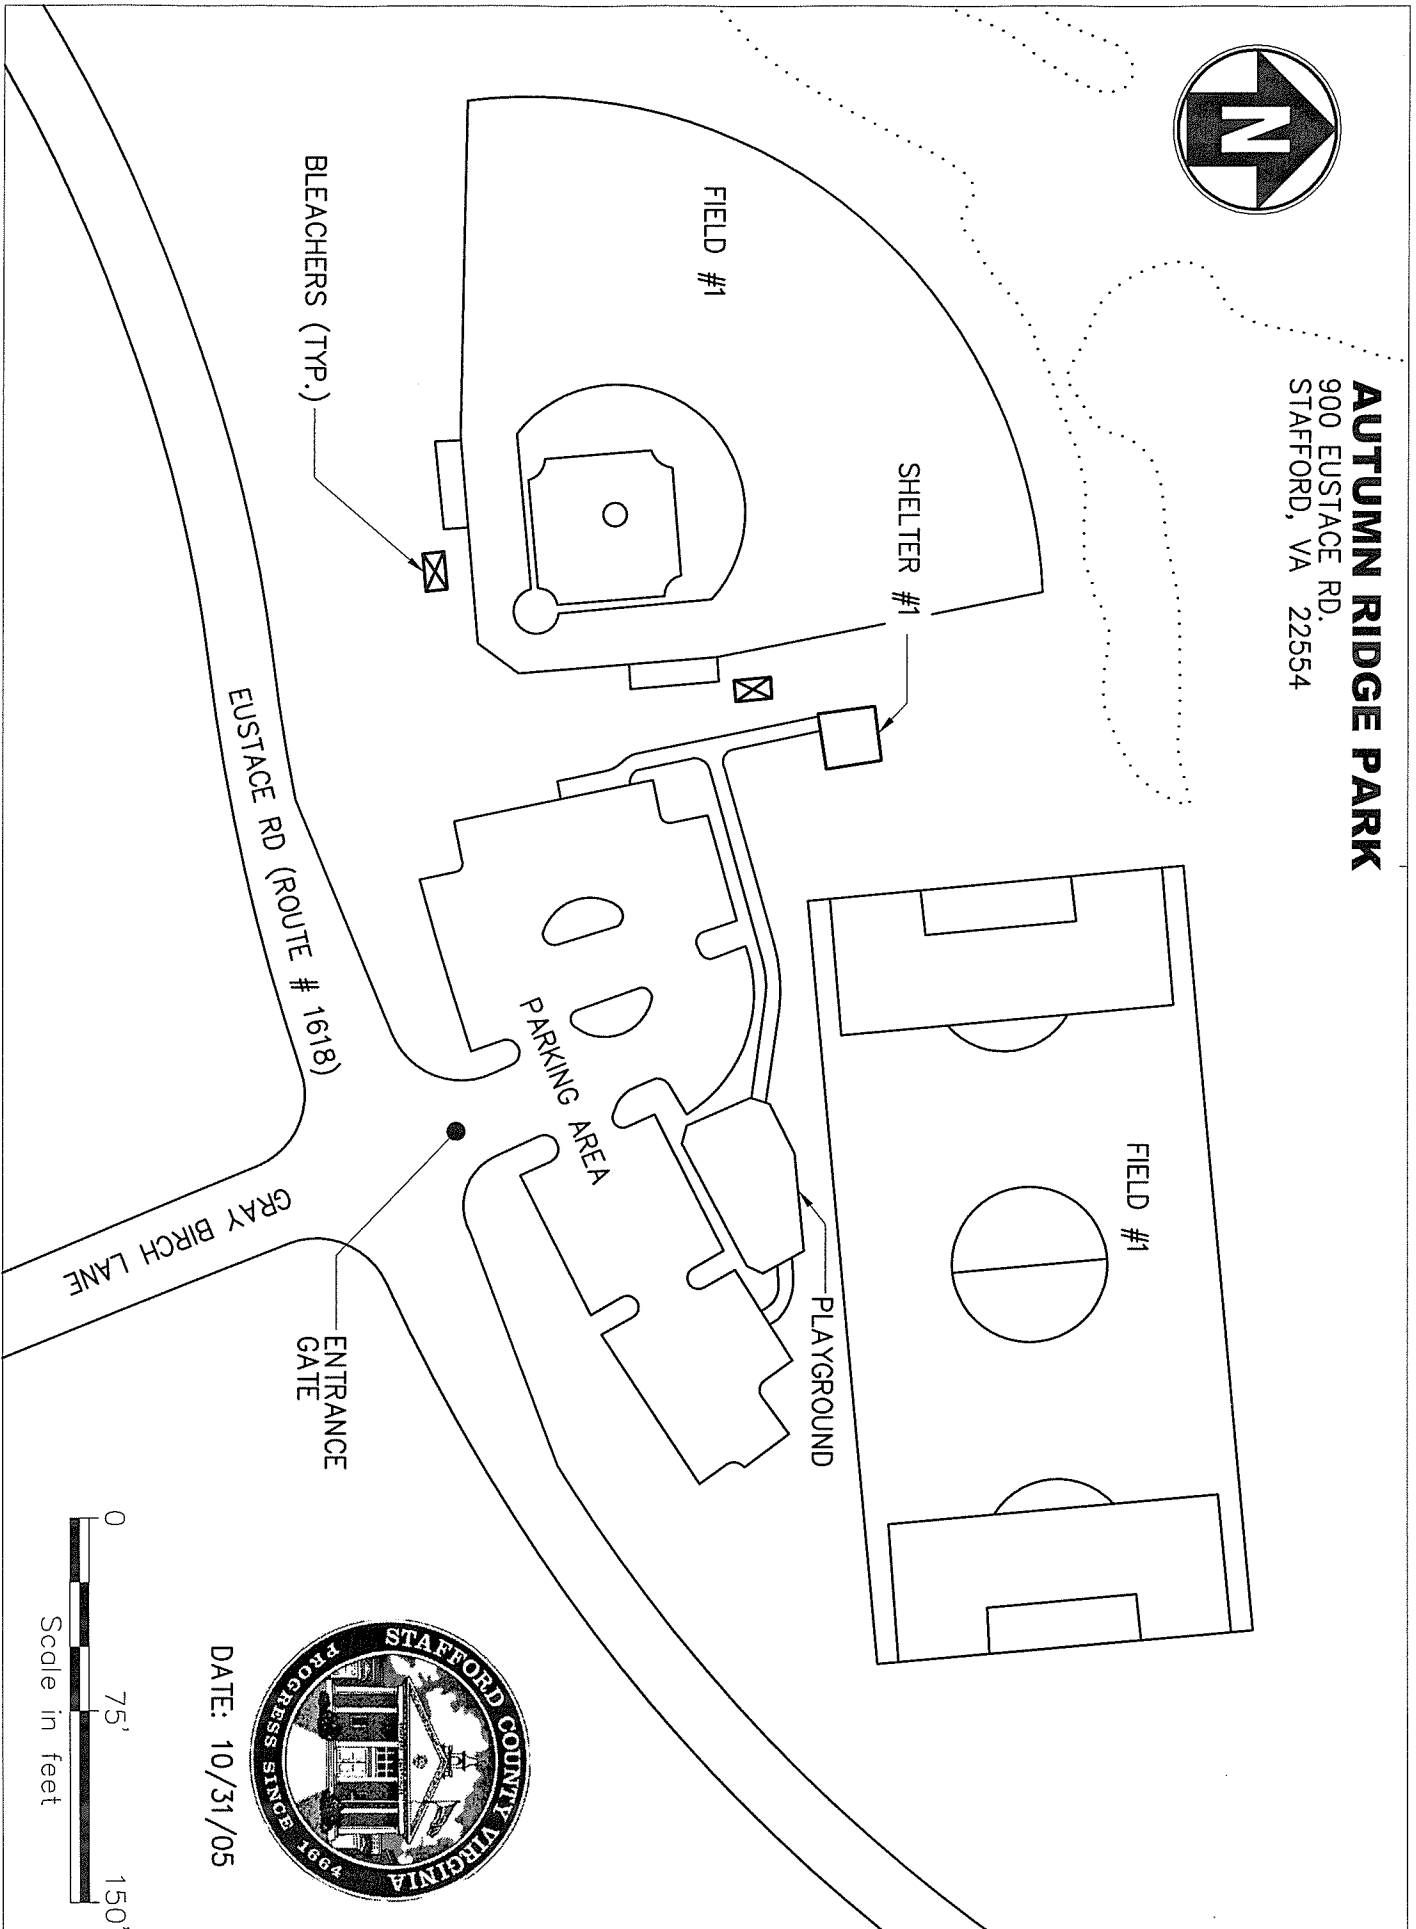 AUTUMN RIDGE PARK
900 EUSTACE RD.
STAFFORD, VA 22554
N
FIELD #1
SHELTER #1
BLEACHERS (TYP.)
FIELD #1
PLAYGROUND
PARKING AREA
EUSTACE RD (ROUTE # 1618)
GRAY BIRCH LANE
ENTRANCE
GATE
STAFFORD COUNTY VIRGINIA
PROGRESS SINCE 1664
DATE: 10/31/05
0 75' 150'
Scale in feet